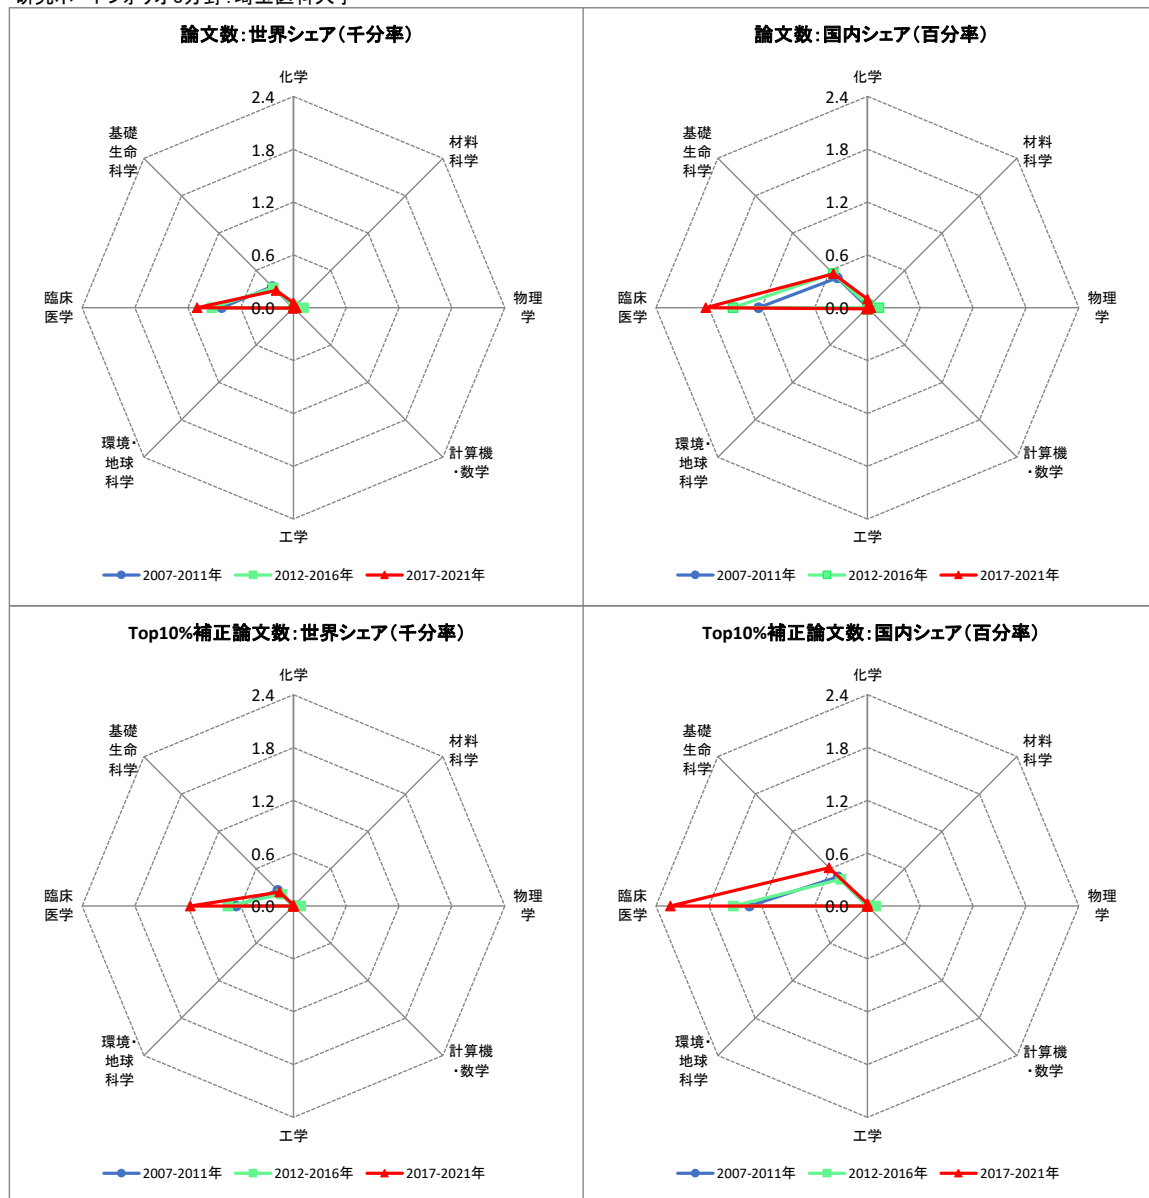 論文数:世界シェア(千分率)
化学
2.4
1.8
1.2
0.6
0.0
材料
科学
物理
学
計算機
・数学
工学
環境・
地球
科学
臨床
医学
基礎
生命
科学
2007-2011年 2012-2016年 2017-2021年
論文数:国内シェア(百分率)
化学
2.4
1.8
1.2
0.6
0.0
材料
科学
物理
学
計算機
・数学
工学
環境・
地球
科学
臨床
医学
基礎
生命
科学
2007-2011年 2012-2016年 2017-2021年
Top10%補正論文数:世界シェア(千分率)
化学
2.4
1.8
1.2
0.6
0.0
材料
科学
物理
学
計算機
・数学
工学
環境・
地球
科学
臨床
医学
基礎
生命
科学
2007-2011年 2012-2016年 2017-2021年
Top10%補正論文数:国内シェア(百分率)
化学
2.4
1.8
1.2
0.6
0.0
材料
科学
物理
学
計算機
・数学
工学
環境・
地球
科学
臨床
医学
基礎
生命
科学
2007-2011年 2012-2016年 2017-2021年